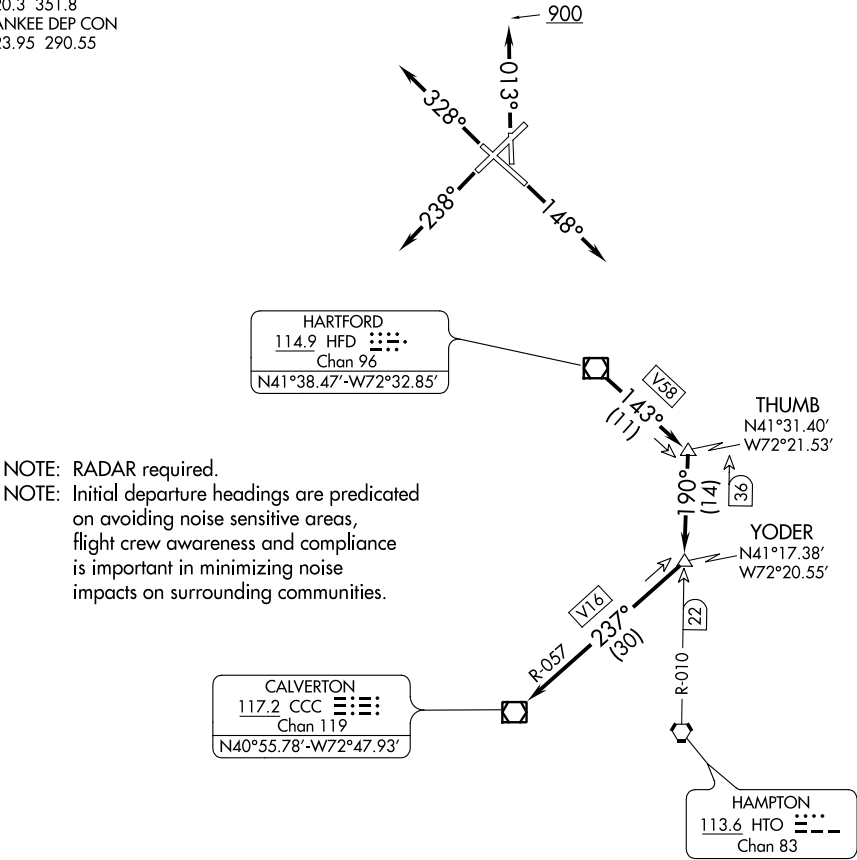 20.3 351.8
ANKEE DEP CON
23.95 290.55
900
013°
328°
238°
148°
HARTFORD
114.9 HFD
Chan 96
N41°38.47'-W72°32.85'
V58
143°
(11)
THUMB
N41°31.40'
W72°21.53'
NOTE: RADAR required.
NOTE: Initial departure headings are predicated
on avoiding noise sensitive areas,
flight crew awareness and compliance
is important in minimizing noise
impacts on surrounding communities.
190°
(14)
36
YODER
N41°17.38'
W72°20.55'
V16
237°
(30)
R-057
22
R-010
CALVERTON
117.2 CCC
Chan 119
N40°55.78'-W72°47.93'
HAMPTON
113.6 HTO
Chan 83